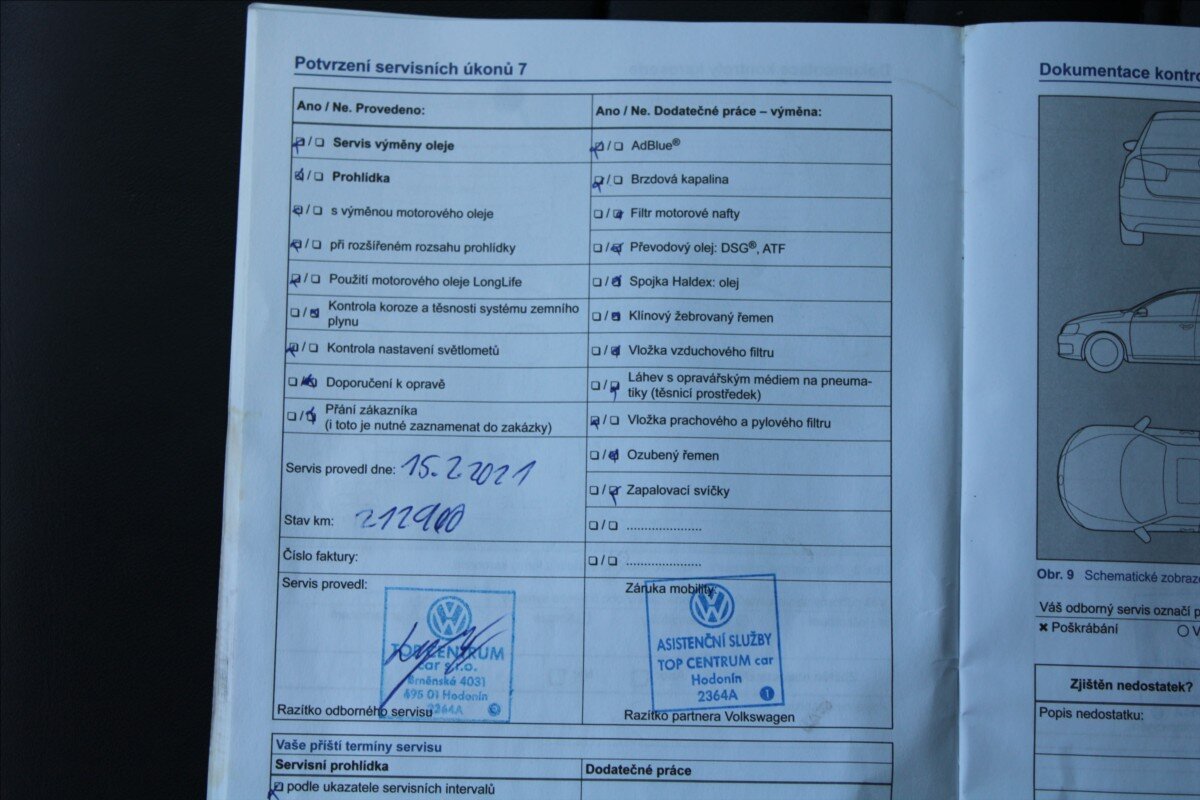 Potvrzení servisních úkonů 7
Ano / Ne. Provedeno:
/ Servis výměny oleje
/ Prohlídka
/ s výměnou motorového oleje
/ při rozšířeném rozsahu prohlídky
/ Použití motorového oleje LongLife
/ Kontrola koroze a těsnosti systému zemního
plynu
/ Kontrola nastavení světlometů
/ Doporučení k opravě
/ Přání zákazníka
(i toto je nutné zaznamenat do zakázky)
Servis provedl dne: 15.2.2021
Stav km: 212900
Číslo faktury:
Servis provedl:
VW
TOP CENTRUM
car s.r.o.
Brněnská 4031
695 01 Hodonín
2364A
Razítko odborného servisu
Ano / Ne. Dodatečné práce – výměna:
/ AdBlue®
/ Brzdová kapalina
/ Filtr motorové nafty
/ Převodový olej: DSG®, ATF
/ Spojka Haldex: olej
/ Klínový žebrovaný řemen
/ Vložka vzduchového filtru
/ Láhev s opravářským médiem na pneuma-
tiky (těsnicí prostředek)
/ Vložka prachového a pylového filtru
/ Ozubený řemen
/ Zapalovací svíčky
/ .....................
/ .....................
Záruka mobility:
VW
ASISTENČNÍ SLUŽBY
TOP CENTRUM car
Hodonín
2364A 1
Razítko partnera Volkswagen
Vaše příští termíny servisu
Servisní prohlídka
Dodatečné práce
podle ukazatele servisních intervalů
Dokumentace kontro
Obr. 9 Schematické zobraze
Váš odborný servis označí p
× Poškrábání
V
Zjištěn nedostatek?
Popis nedostatku: